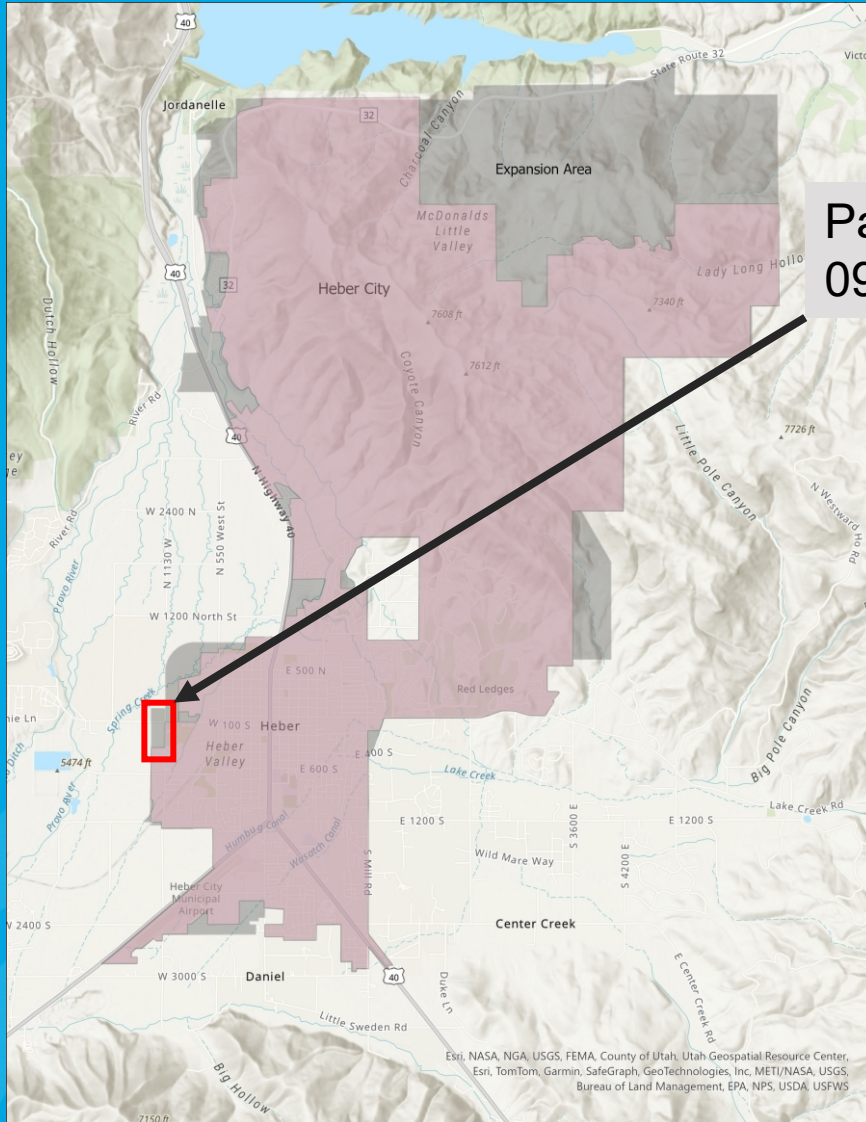 40
State Route 32
Victo
Jordanelle
32
Charcoal Canyon
Expansion Area
Pa
09
McDonalds
Little
Valley
Lady Long Hollo
40
32
Heber City
7340 ft
7608 ft
Dutch Hollow
Coyote Canyon
7612 ft
River Rd
40
7726 ft
ey
ge
Little Pole Canyon
N Highway 40
N Westward Ho Rd
W 2400 N
N 550 West St
River Rd
N 1130 W
Provo River
W 1200 North St
E 500 N
Red Ledges
Spring Creek
hie Ln
W 100 S
Heber
Big Pole Canyon
Heber
Valley
E 400 S
Ditch
5474 ft
E 600 S
Lake Creek
Provo River
Lake Creek Rd
E 1200 S
S 3600 E
E 1200 S
Humbug Canal
Wasatch Canal
S Mill Rd
Wild Mare Way
S 4200 E
Heber City
Municipal
Airport
W 2400 S
Center Creek
W 3000 S
Daniel
40
Duke Ln
E Center Creek Rd
Little Sweden Rd
Big Hollow
7150 ft
Esri, NASA, NGA, USGS, FEMA, County of Utah, Utah Geospatial Resource Center,
Esri, TomTom, Garmin, SafeGraph, GeoTechnologies, Inc, METI/NASA, USGS,
Bureau of Land Management, EPA, NPS, USDA, USFWS